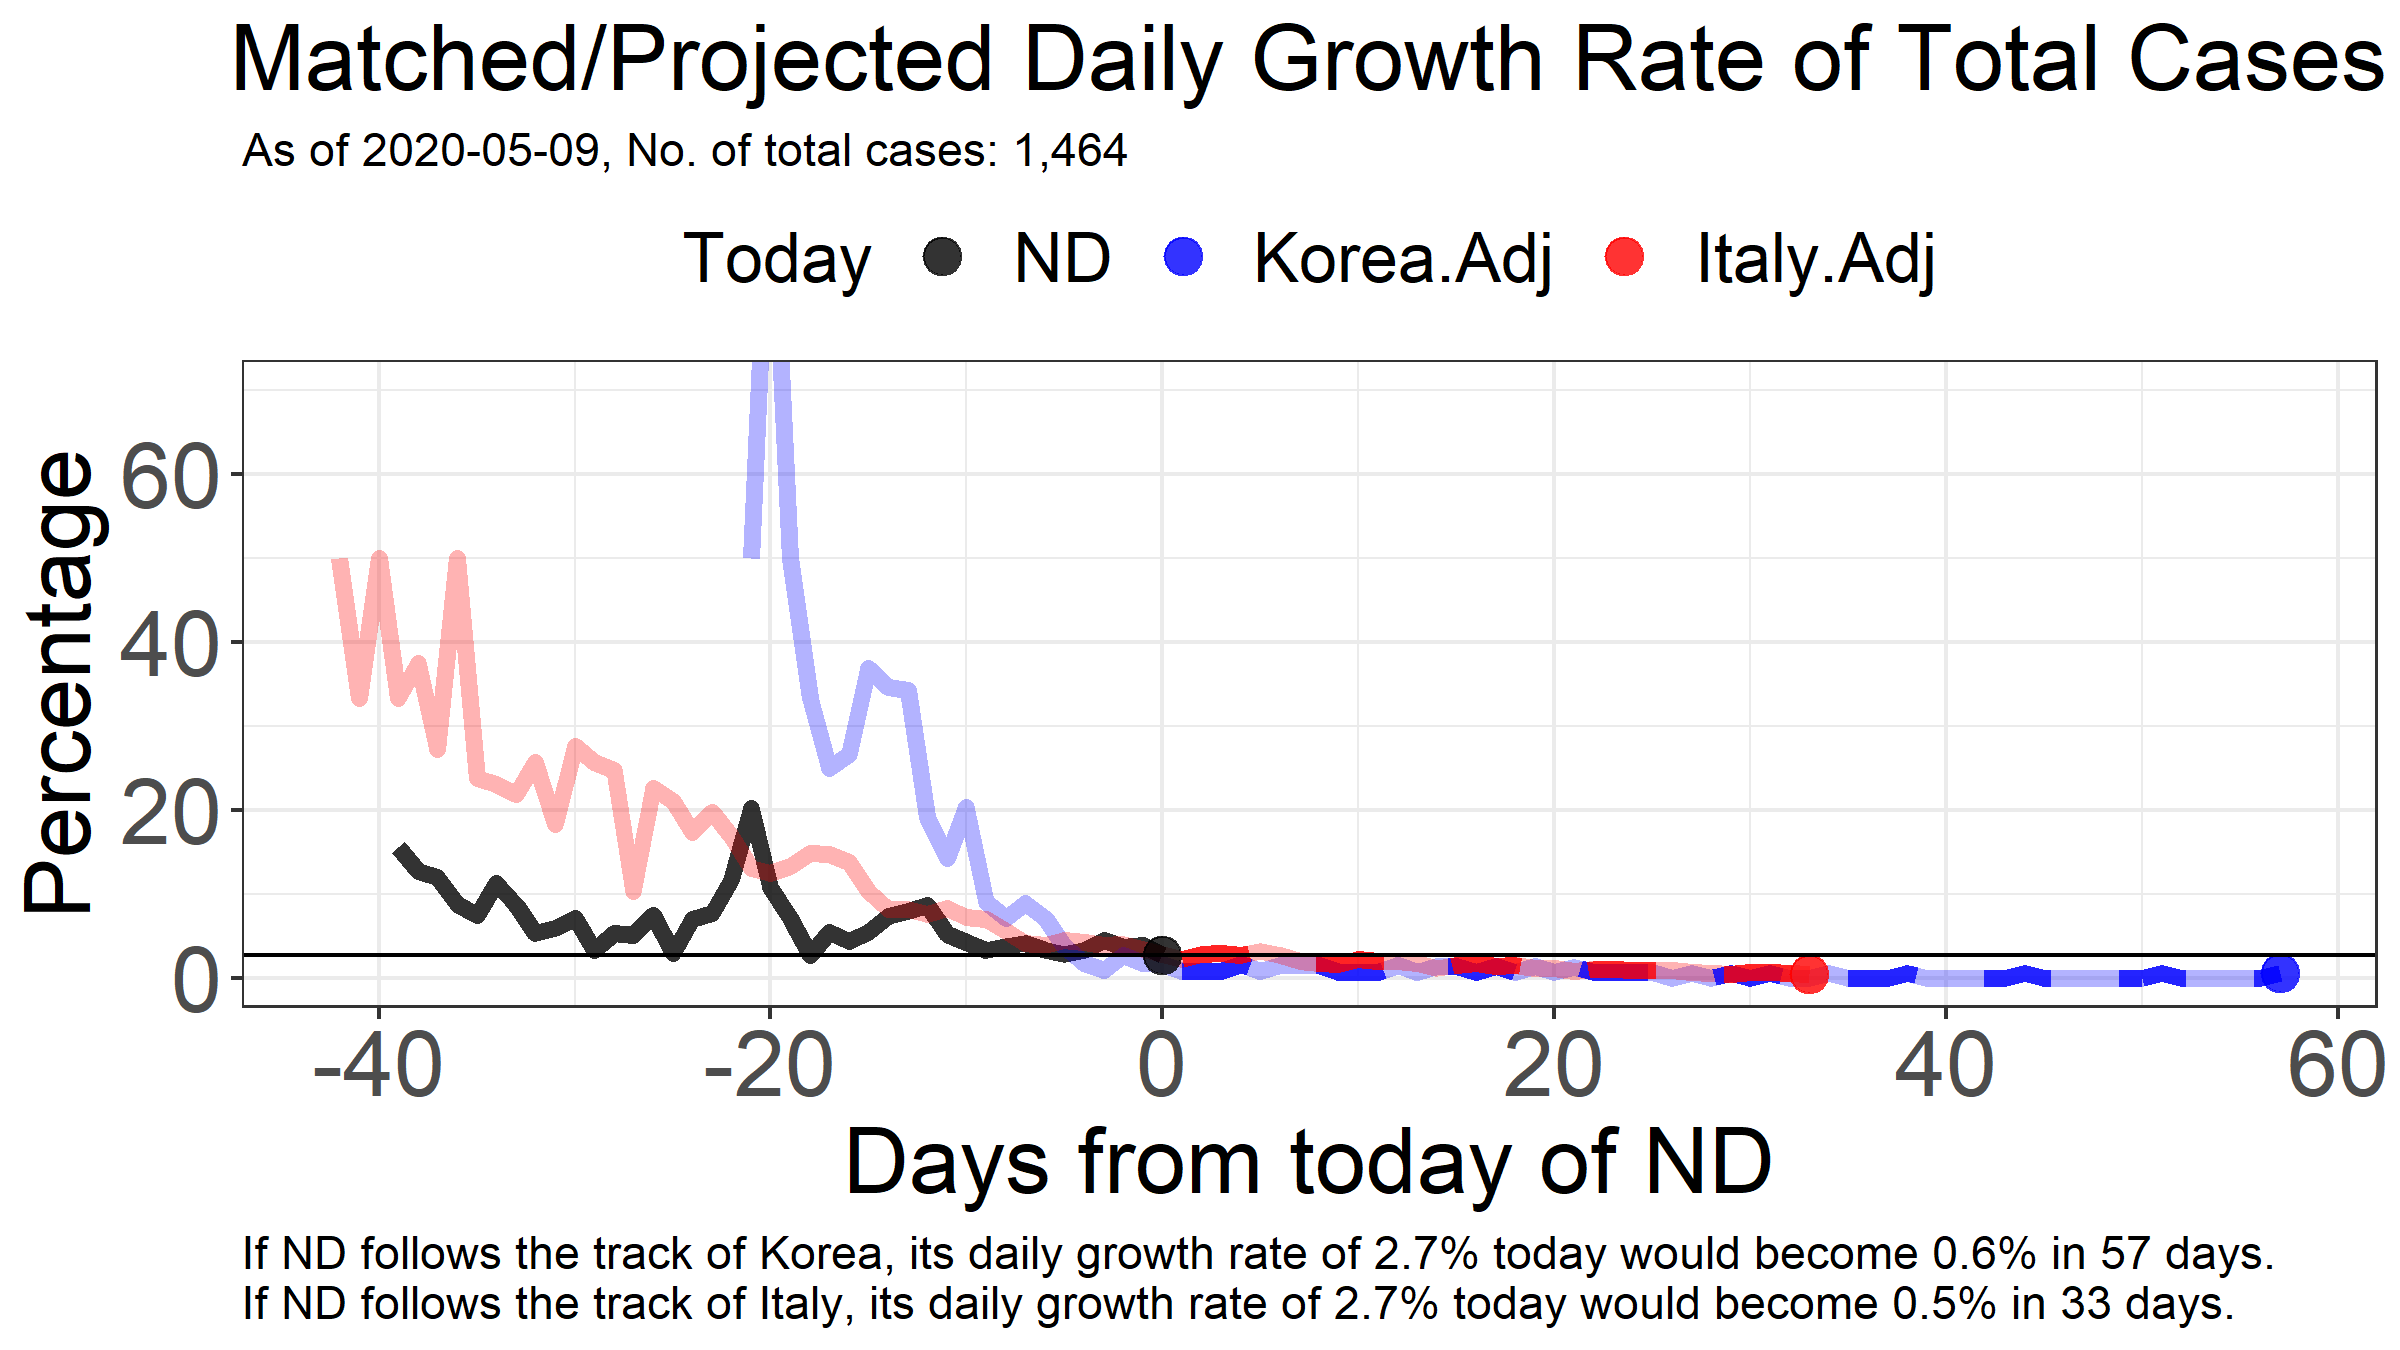 Matched/Projected Daily Growth Rate of Total Cases
As of 2020-05-09, No. of total cases: 1,464
Today ND Korea.Adj Italy.Adj
Percentage
60
40
20
0
-40 -20 0 20 40 60
Days from today of ND
If ND follows the track of Korea, its daily growth rate of 2.7% today would become 0.6% in 57 days.
If ND follows the track of Italy, its daily growth rate of 2.7% today would become 0.5% in 33 days.